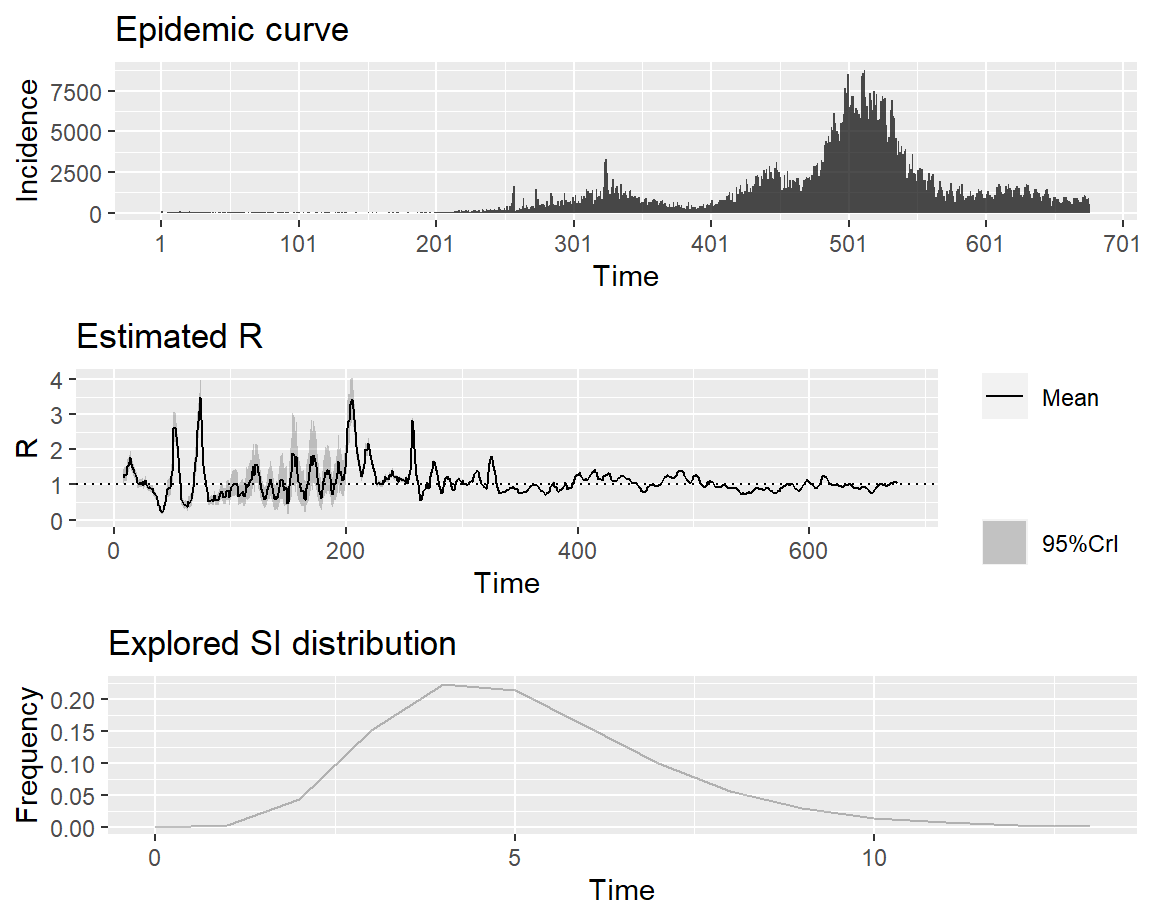 Epidemic curve
Incidence
7500
5000
2500
0
1 101 201 301 401 501 601 701
Time
Estimated R
R
4
3
2
1
0
0 200 400 600
Time
Mean
95%CrI
Explored SI distribution
Frequency
0.20
0.15
0.10
0.05
0.00
0 5 10
Time